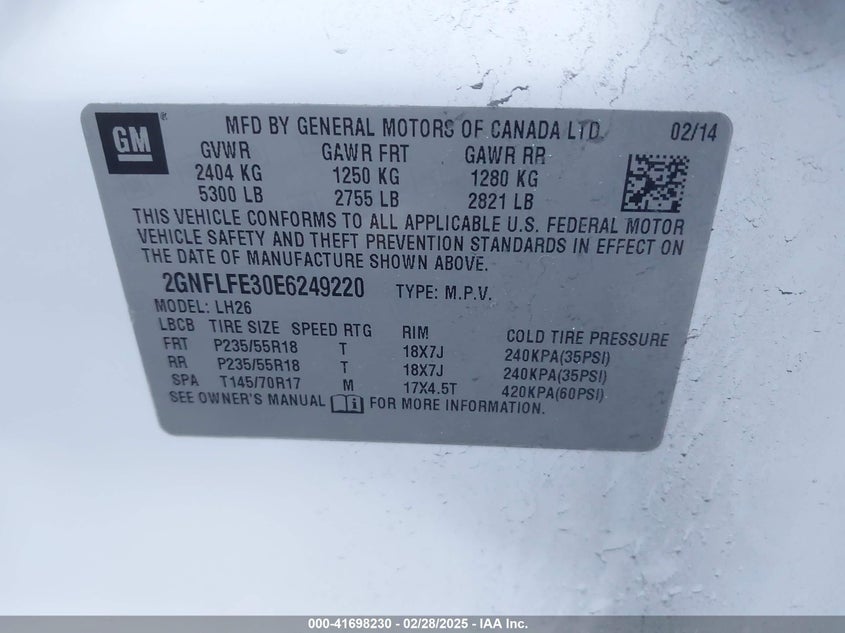 GM ® MFD BY GENERAL MOTORS OF CANADA LTD 02/14
GVWR GAWR FRT GAWR RR
2404 KG 1250 KG 1280 KG
5300 LB 2755 LB 2821 LB
THIS VEHICLE CONFORMS TO ALL APPLICABLE U.S. FEDERAL MOTOR
VEHICLE SAFETY AND THEFT PREVENTION STANDARDS IN EFFECT ON
THE DATE OF MANUFACTURE SHOWN ABOVE.
2GNFLFE30E6249220 TYPE: M.P.V.
MODEL: LH26
LBCB TIRE SIZE SPEED RTG RIM COLD TIRE PRESSURE
FRT P235/55R18 T 18X7J 240KPA(35PSI)
RR P235/55R18 T 18X7J 240KPA(35PSI)
SPA T145/70R17 M 17X4.5T 420KPA(60PSI)
SEE OWNER'S MANUAL FOR MORE INFORMATION.
000-41698230 - 02/28/2025 - IAA Inc.